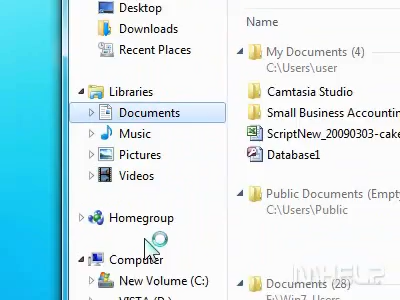 Desktop
Downloads
Recent Places
Libraries
Documents
Music
Pictures
Videos
Homegroup
Computer
New Volume (C:)
VISTA (D:)
Name
My Documents (4)
C:\Users\user
Camtasia Studio
Small Business Accounting
ScriptNew_20090303-cake
Database1
Public Documents (Empty
C:\Users\Public
Documents (28)
E:\Win7_Users
MHELP